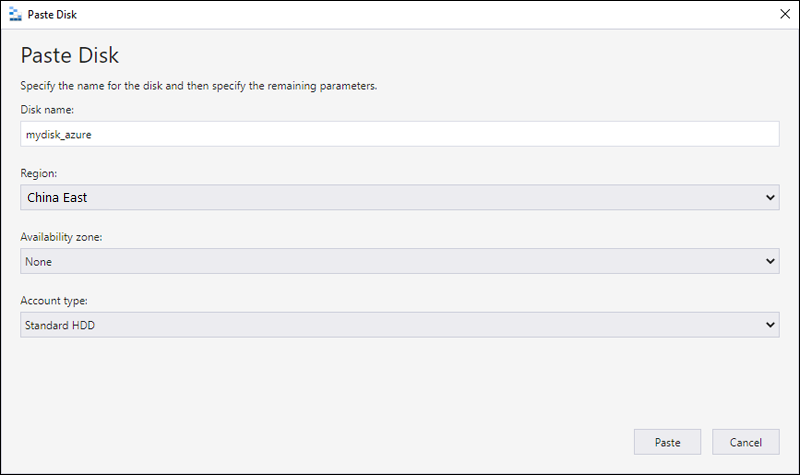 Paste Disk
Paste Disk
Specify the name for the disk and then specify the remaining parameters.
Disk name:
mydisk_azure
Region:
China East
Availability zone:
None
Account type:
Standard HDD
Paste
Cancel